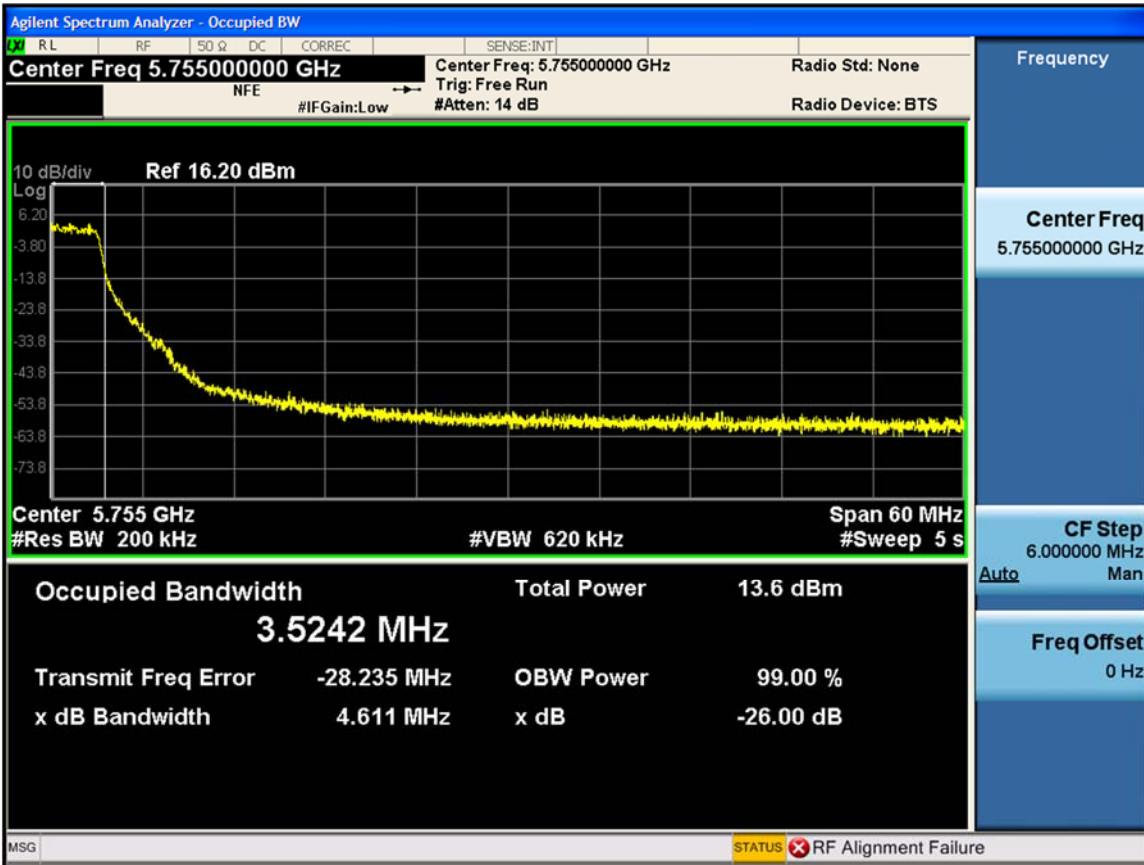 Agilent Spectrum Analyzer - Occupied BW
LXI RL RF 50 Ω DC CORREC SENSE:INT
Center Freq 5.755000000 GHz
NFE
#IFGain:Low
Center Freq: 5.755000000 GHz
Trig: Free Run
#Atten: 14 dB
Radio Std: None
Radio Device: BTS
Frequency
10 dB/div Ref 16.20 dBm
Log
6.20
-3.80
-13.8
-23.8
-33.8
-43.8
-53.8
-63.8
-73.8
Center 5.755 GHz Span 60 MHz
#Res BW 200 kHz #VBW 620 kHz #Sweep 5 s
Center Freq
5.755000000 GHz
CF Step
6.000000 MHz
Auto Man
Freq Offset
0 Hz
Occupied Bandwidth Total Power 13.6 dBm
3.5242 MHz
Transmit Freq Error -28.235 MHz OBW Power 99.00 %
x dB Bandwidth 4.611 MHz x dB -26.00 dB
MSG STATUS RF Alignment Failure